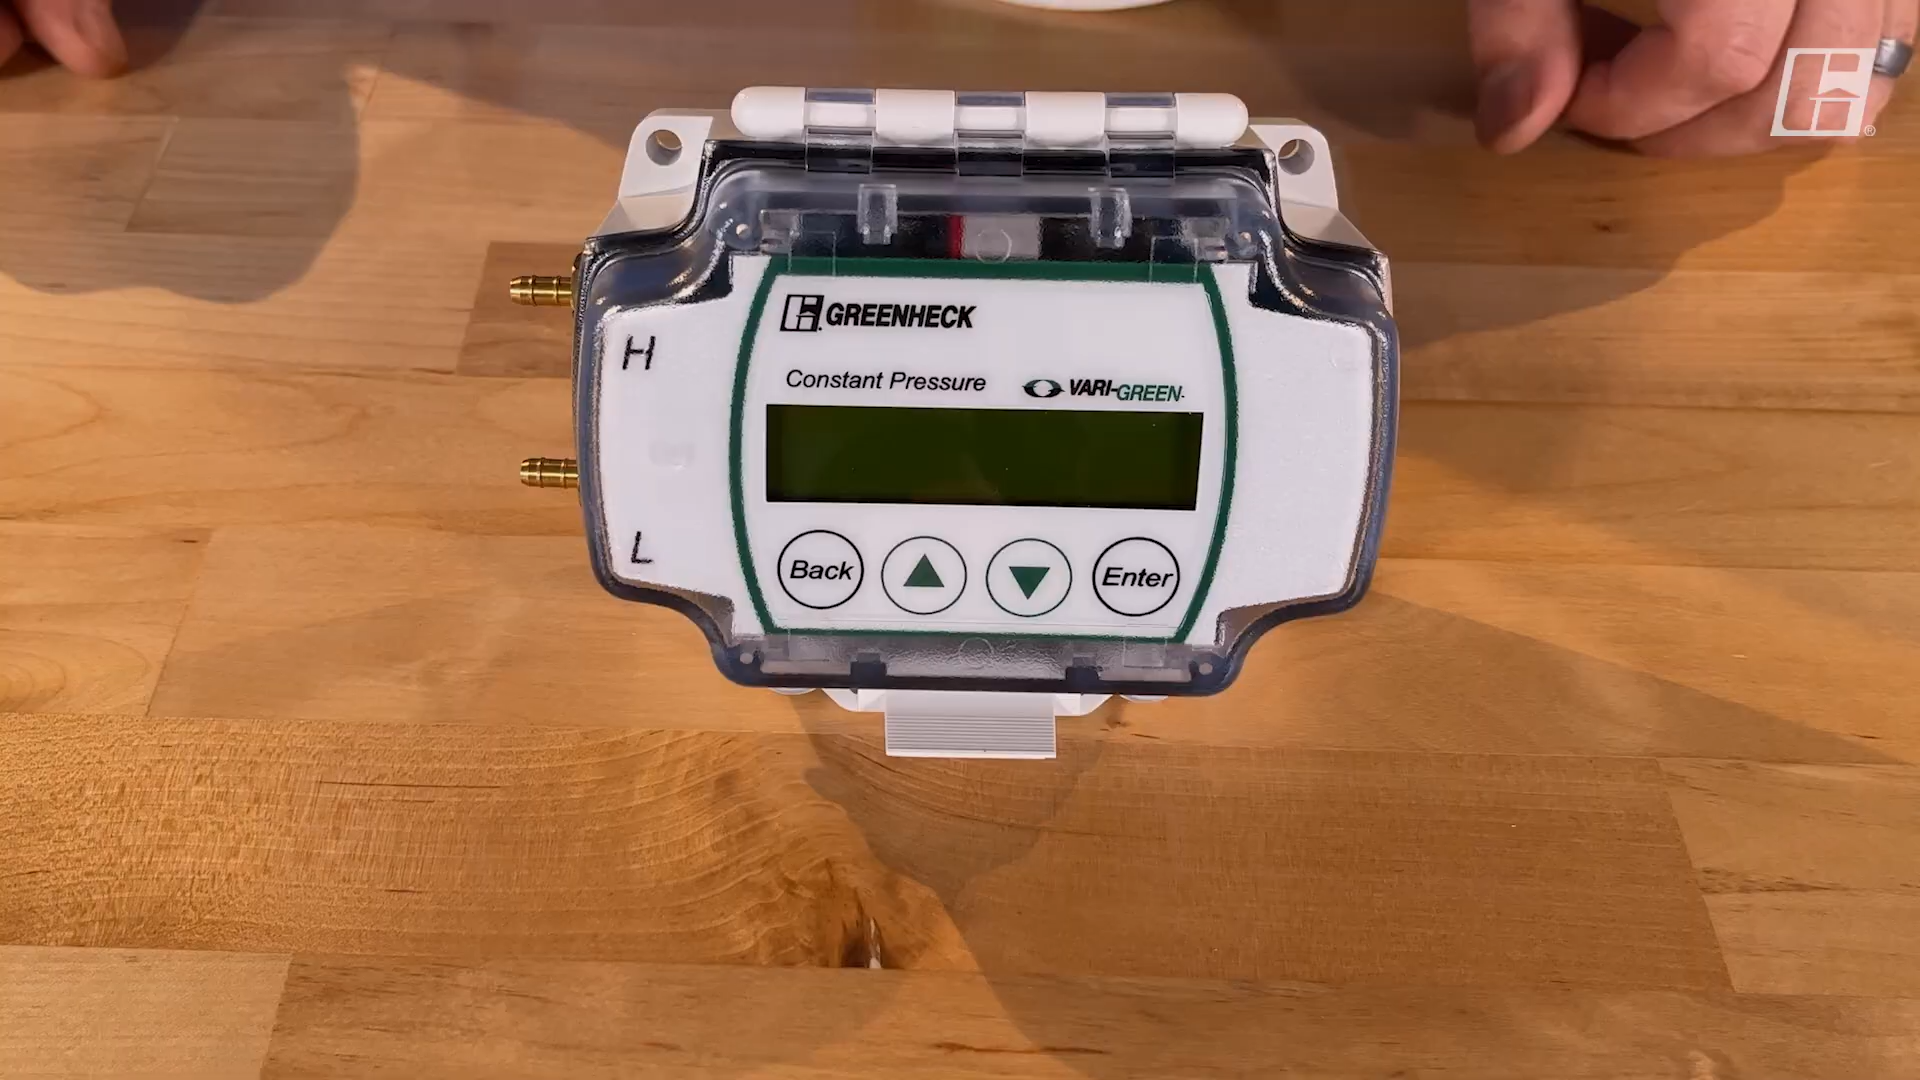 ®
GREENHECK
H
Constant Pressure
VARI-GREEN
L
Back
Enter